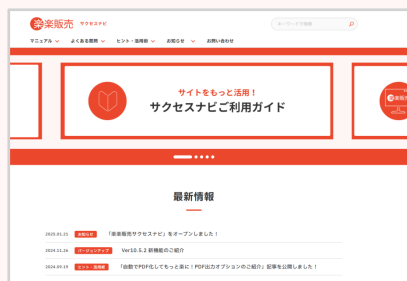 楽楽販売 サクセスナビ
キーワードで検索
マニュアル よくある質問 ヒント・活用術 お知らせ お問い合わせ
サイトをもっと活用！
サクセスナビご利用ガイド
最新情報
2025.01.21 お知らせ 「楽楽販売サクセスナビ」をオープンしました！
2024.11.26 バージョンアップ Ver10.5.2 新機能のご紹介
2024.09.19 ヒント・活用術 「自動でPDF化してもっと楽に！PDF出力オプションのご紹介」記事を公開しました！